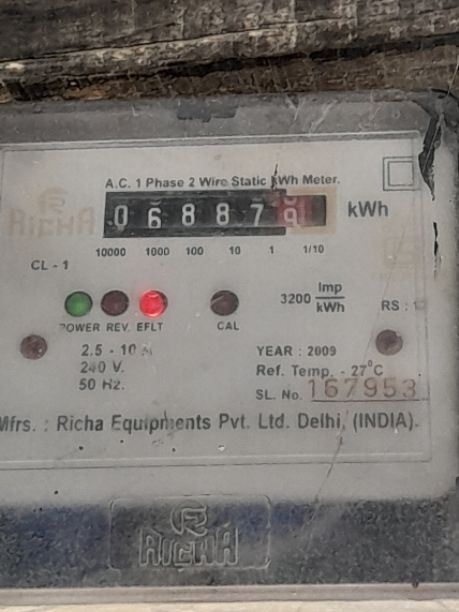 A.C. 1 Phase 2 Wire Static kWh Meter.
RICHA
0 6 8 8 7 9 kWh
10000 1000 100 10 1 1/10
CL - 1
3200 Imp/kWh
RS :
POWER REV. EFLT CAL
2.5 - 10 A
YEAR : 2009
240 V.
Ref. Temp. - 27°C
50 Hz.
SL. No. 167953
Mfrs. : Richa Equipments Pvt. Ltd. Delhi, (INDIA).
RICHA